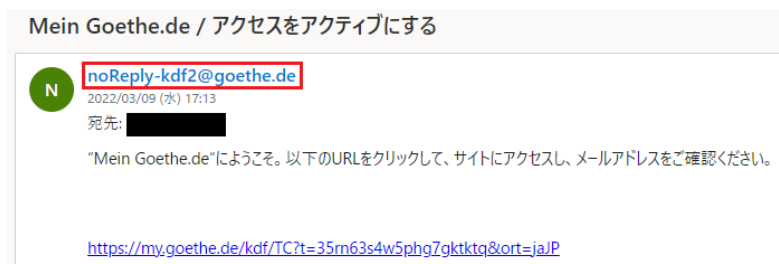 Mein Goethe.de / アクセスをアクティブにする
N
noReply-kdf2@goethe.de
2022/03/09 (水) 17:13
宛先:
“Mein Goethe.de”にようこそ。以下のURLをクリックして、サイトにアクセスし、メールアドレスをご確認ください。
https://my.goethe.de/kdf/TC?t=35rn63s4w5phg7gktktq&ort=jaJP